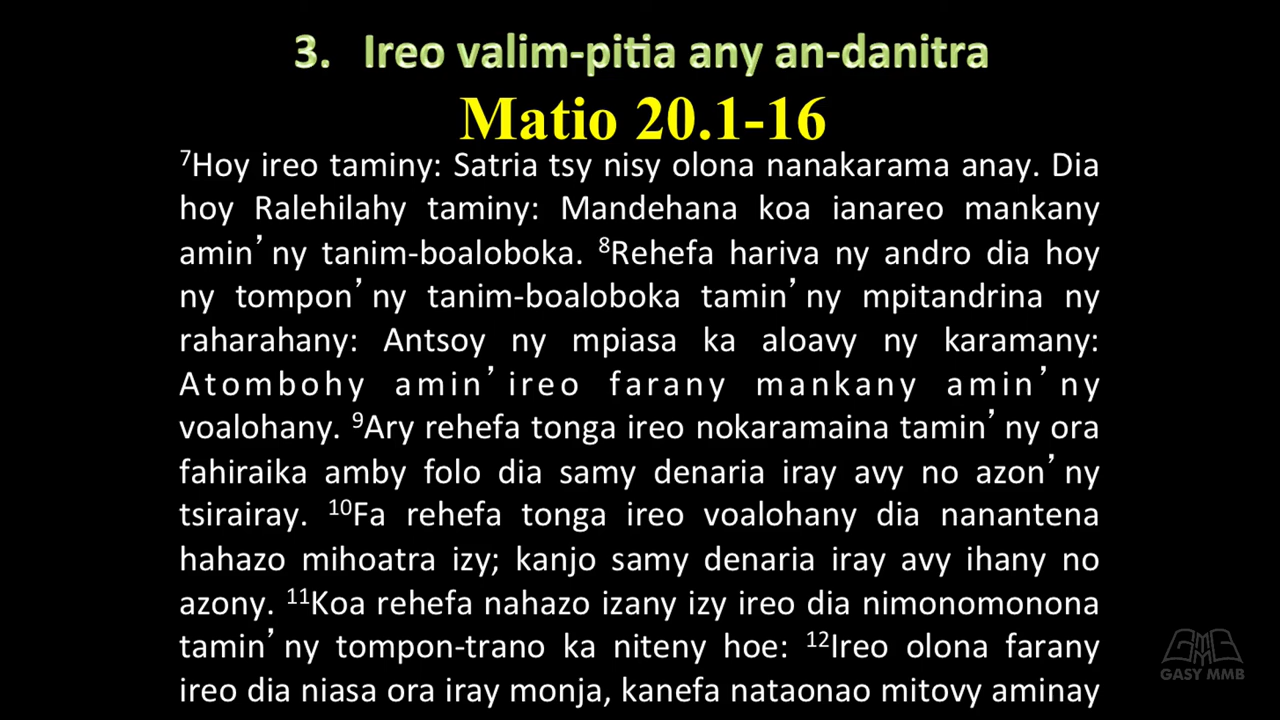 3. Ireo valim-pitia any an-danitra
Matio 20.1-16
⁷Hoy ireo taminy: Satria tsy nisy olona nanakarama anay. Dia
hoy Ralehilahy taminy: Mandehana koa ianareo mankany
amin’ny tanim-boaloboka. ⁸Rehefa hariva ny andro dia hoy
ny tompon’ny tanim-boaloboka tamin’ny mpitandrina ny
raharahany: Antsoy ny mpiasa ka aloavy ny karamany:
Atombohy amin’ireo farany mankany amin’ny
voalohany. ⁹Ary rehefa tonga ireo nokaramaina tamin’ny ora
fahiraika amby folo dia samy denaria iray avy no azon’ny
tsirairay. ¹⁰Fa rehefa tonga ireo voalohany dia nanantena
hahazo mihoatra izy; kanjo samy denaria iray avy ihany no
azony. ¹¹Koa rehefa nahazo izany izy ireo dia nimonomonona
tamin’ny tompon-trano ka niteny hoe: ¹²Ireo olona farany
ireo dia niasa ora iray monja, kanefa nataonao mitovy aminay
GASY MMB